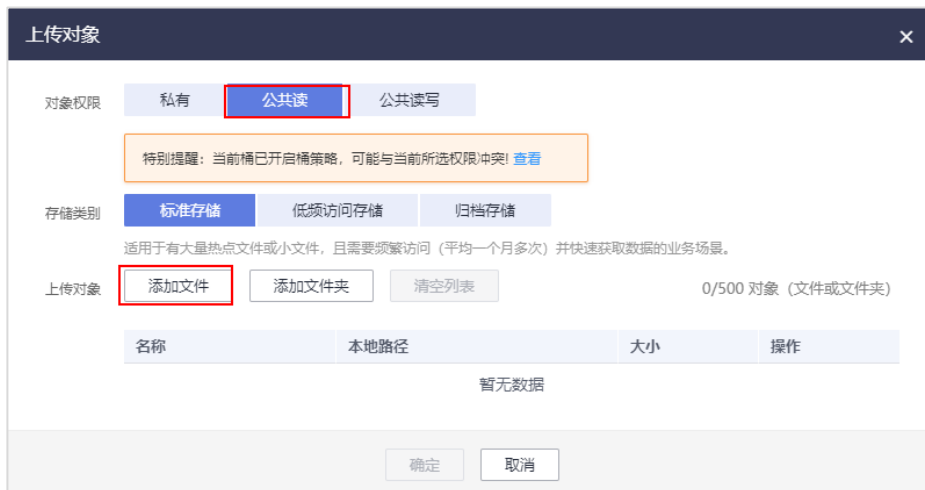 上传对象 ×
对象权限 私有 公共读 公共读写
特别提醒：当前桶已开启桶策略，可能与当前所选权限冲突! 查看
存储类别 标准存储 低频访问存储 归档存储
适用于有大量热点文件或小文件，且需要频繁访问（平均一个月多次）并快速获取数据的业务场景。
上传对象 添加文件 添加文件夹 清空列表 0/500 对象（文件或文件夹）
名称 本地路径 大小 操作
暂无数据
确定 取消